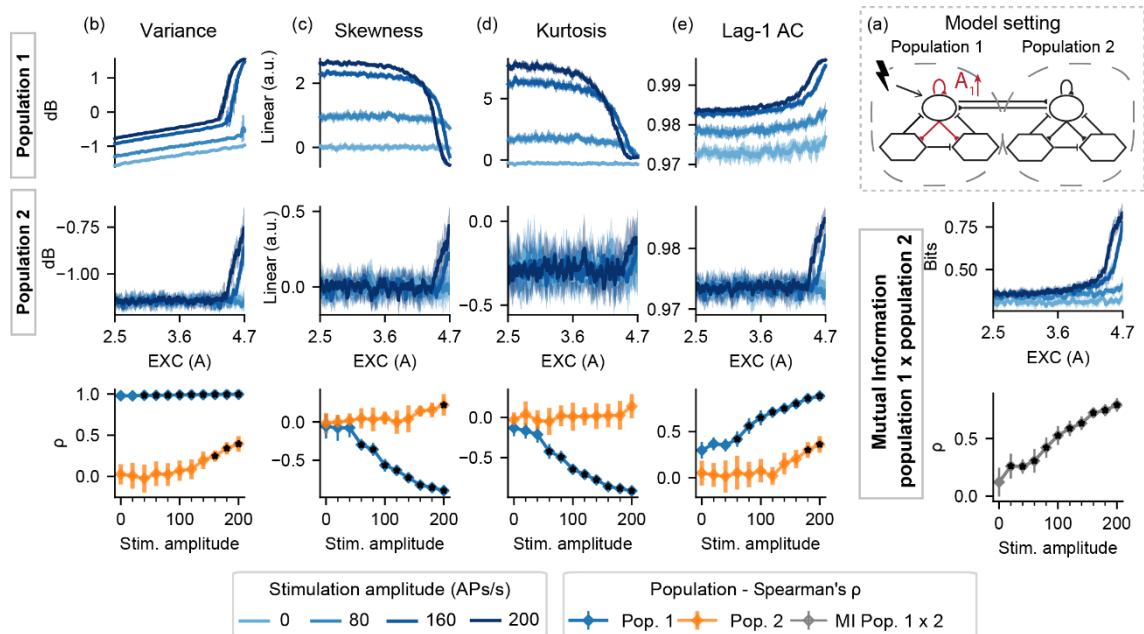 (b) Variance
(c) Skewness
(d) Kurtosis
(e) Lag-1 AC
(a) Model setting
Population 1
Population 2
A₁↑
Population 1
dB
1
0
−1
Linear (a.u.)
2
0
5
0
0.99
0.98
0.97
Population 2
dB
−0.75
−1.00
2.5 3.6 4.7
EXC (A)
Linear (a.u.)
0.5
0.0
2.5 3.6 4.7
EXC (A)
0.0
−0.5
2.5 3.6 4.7
EXC (A)
0.98
0.97
2.5 3.6 4.7
EXC (A)
Mutual Information
population 1 x population 2
Bits
0.75
0.50
2.5 3.6 4.7
EXC (A)
ρ
1.0
0.5
0.0
0 100 200
Stim. amplitude
0.0
−0.5
0 100 200
Stim. amplitude
0.0
−0.5
0 100 200
Stim. amplitude
1.0
0.5
0.0
0 100 200
Stim. amplitude
ρ
0.5
0.0
0 100 200
Stim. amplitude
Stimulation amplitude (APs/s)
0 80 160 200
Population - Spearman's ρ
Pop. 1 Pop. 2 MI Pop. 1 x 2